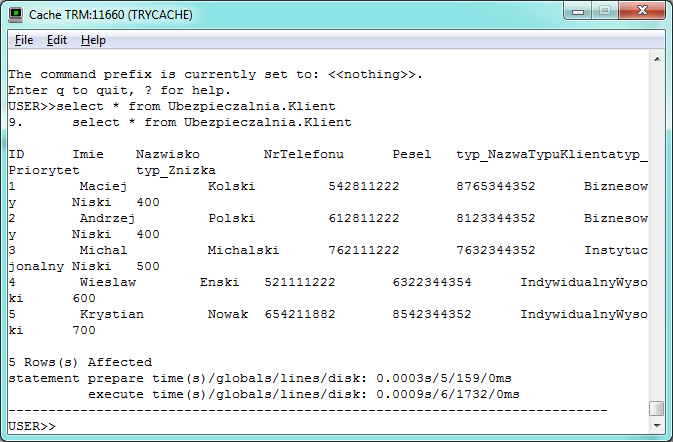 Cache TRM:11660 (TRYCACHE)
File Edit Help
The command prefix is currently set to: <<nothing>>.
Enter q to quit, ? for help.
USER>>select * from Ubezpieczalnia.Klient
9.      select * from Ubezpieczalnia.Klient
ID      Imie    Nazwisko        NrTelefonu      Pesel   typ_NazwaTypuKlientatyp_
Priorytet       typ_Znizka
1        Maciej          Kolski         542811222       8765344352      Biznesow
y       Niski   400
2        Andrzej         Polski         612811222       8123344352      Biznesow
y       Niski   400
3        Michal          Michalski      762111222       7632344352      Instytuc
jonalny Niski   500
4        Wieslaw        Enski   521111222       6322344354      IndywidualnyWyso
ki      600
5        Krystian        Nowak  654211882       8542344352      IndywidualnyWyso
ki      700
5 Rows(s) Affected
statement prepare time(s)/globals/lines/disk: 0.0003s/5/159/0ms
          execute time(s)/globals/lines/disk: 0.0009s/6/1732/0ms
---------------------------------------------------------------------------
USER>>